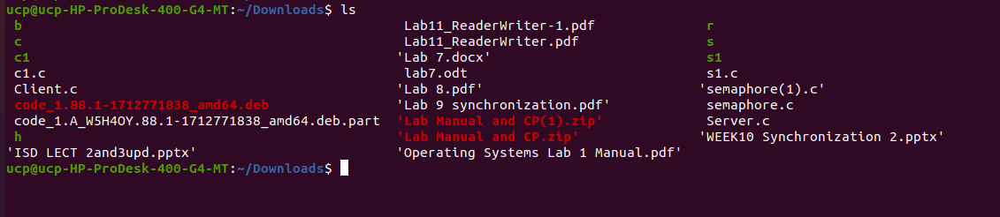 ucp@ucp-HP-ProDesk-400-G4-MT:~/Downloads$ ls
b Lab11_ReaderWriter-1.pdf r
c Lab11_ReaderWriter.pdf s
c1 'Lab 7.docx' s1
c1.c lab7.odt s1.c
Client.c 'Lab 8.pdf' 'semaphore(1).c'
code_1.88.1-1712771838_amd64.deb 'Lab 9 synchronization.pdf' semaphore.c
code_1.A_W5H4OY.88.1-1712771838_amd64.deb.part 'Lab Manual and CP(1).zip' Server.c
h 'Lab Manual and CP.zip' 'WEEK10 Synchronization 2.pptx'
'ISD LECT 2and3upd.pptx' 'Operating Systems Lab 1 Manual.pdf'
ucp@ucp-HP-ProDesk-400-G4-MT:~/Downloads$